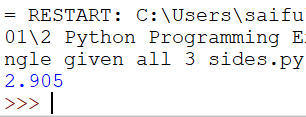 = RESTART: C:\Users\saifu
01\2 Python Programming E
ngle given all 3 sides.py
2.905
>>>